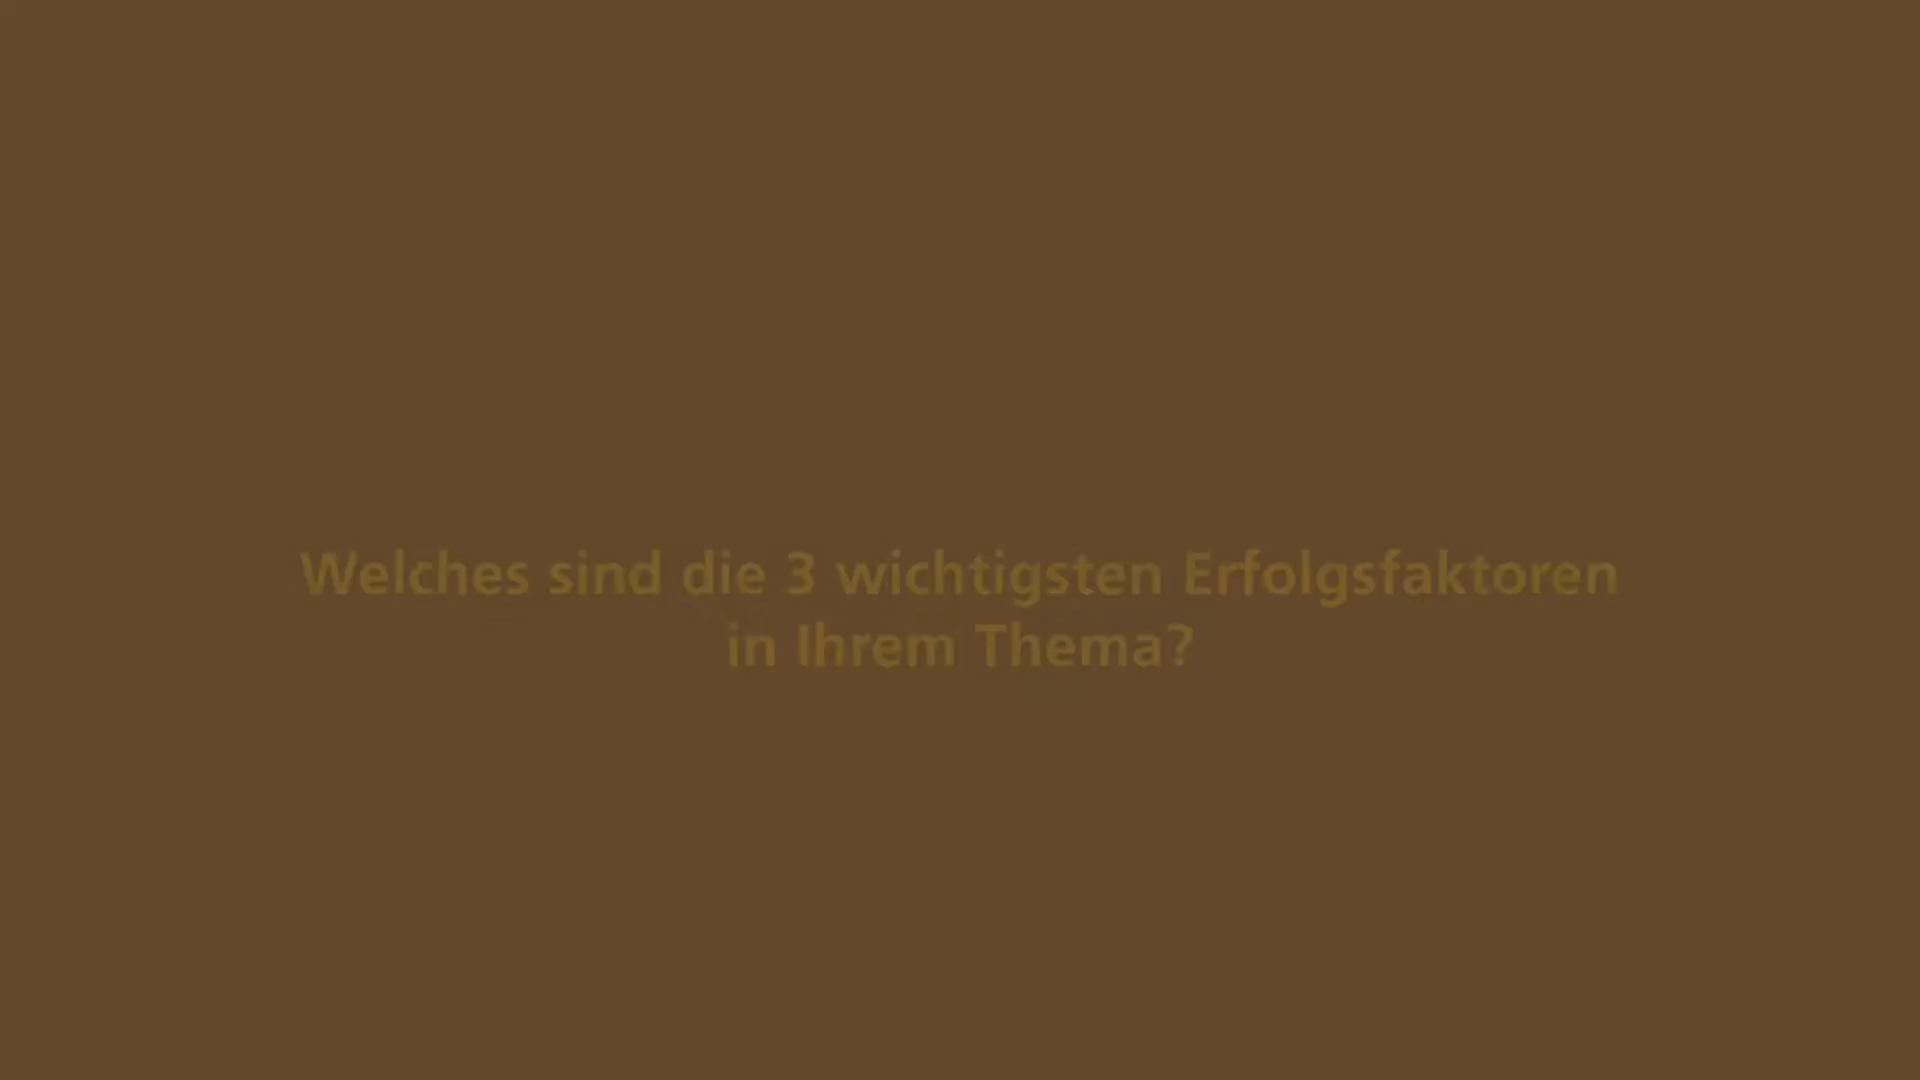 Welches sind die 3 wichtigsten Erfolgsfaktoren
in Ihrem Thema?